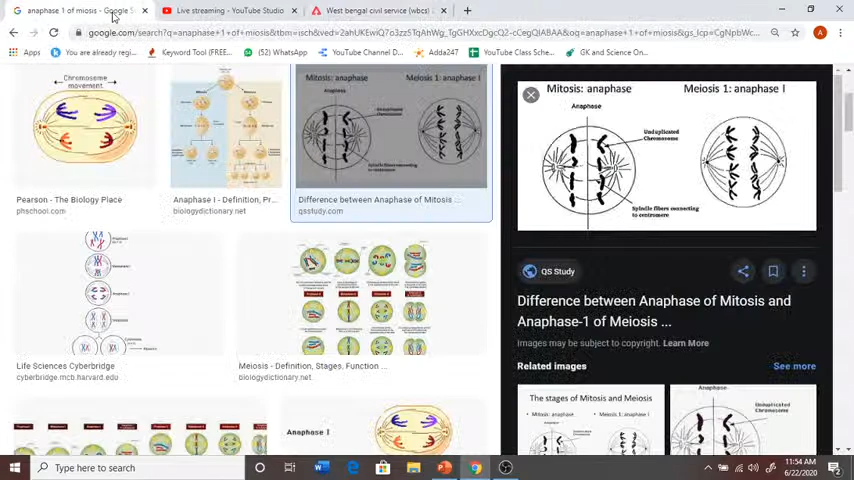 anaphase 1 of miosis - Google S
Live streaming - YouTube Studio
West bengal civil service (wbcs)
google.com/search?q=anaphase+1+of+miosis&tbm=isch&ved=2ahUKEwiQ7o3zz5TqAhWg_TgGHXxcDgcQ2-cCegQIABAA&oq=anaphase+1+of+miosis&gs_lcp=CgNpbWc...
Apps
You are already regi...
Keyword Tool (FREE...
(52) WhatsApp
YouTube Channel D...
Adda247
YouTube Class Sche...
GK and Science On...
Chromosome
movement
Mitosis: anaphase
Meiosis 1: anaphase I
Anaphase
Pearson - The Biology Place
phschool.com
Anaphase I - Definition, Pr...
biologydictionary.net
Difference between Anaphase of Mitosis ...
qsstudy.com
Mitosis: anaphase
Meiosis 1: anaphase I
Anaphase
Unduplicated
Chromosome
Spindle fibers connecting
to centromere
QS Study
Difference between Anaphase of Mitosis and
Anaphase-1 of Meiosis ...
Images may be subject to copyright. Learn More
Related images
See more
Life Sciences Cyberbridge
cyberbridge.mcb.harvard.edu
Meiosis - Definition, Stages, Function ...
biologydictionary.net
Anaphase I
The stages of Mitosis and Meiosis
Mitosis: anaphase
Meiosis 1: anaphase I
Anaphase
Unduplicated
Chromosome
Type here to search
11:54 AM
6/22/2020